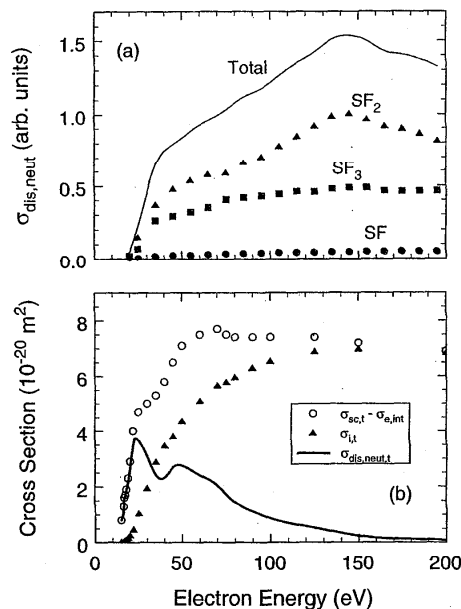 (a)
Total
SF2
SF3
SF
σdis,neut (arb. units)
1.5
1.0
0.5
0.0
(b)
Cross Section (10-20 m2)
8
6
4
2
0
σsc,t - σe,int
σi,t
σdis,neut,t
0 50 100 150 200
Electron Energy (eV)